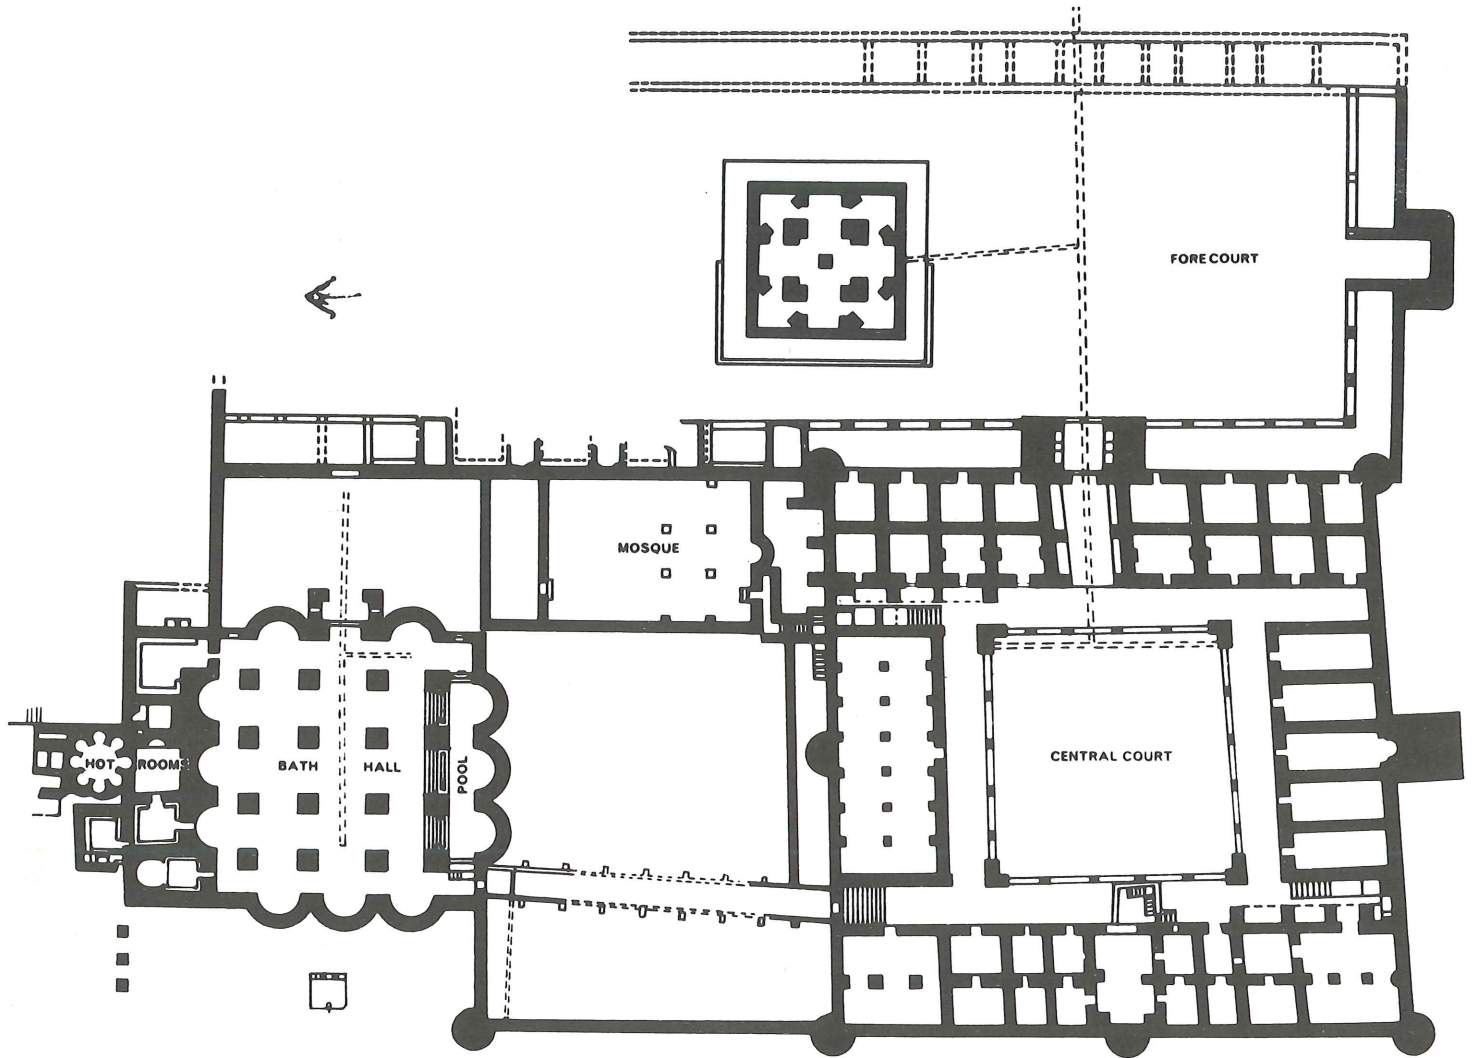 FORECOURT
MOSQUE
CENTRAL COURT
HOT ROOMS
BATH HALL
POOL